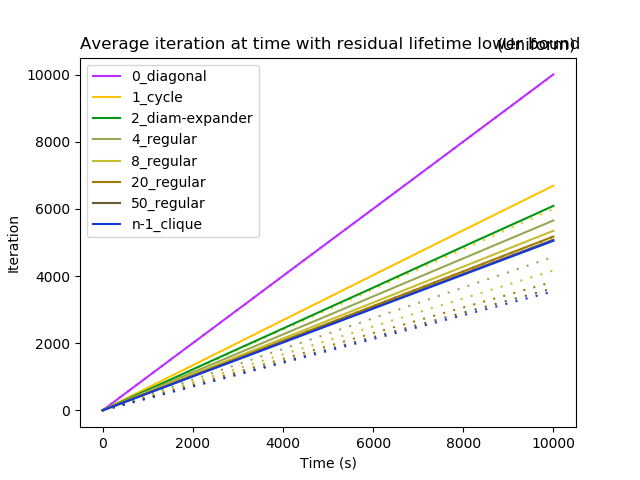 Average iteration at time with residual lifetime lower bound
(Uniform)
10000
8000
6000
4000
2000
0
Iteration
0_diagonal
1_cycle
2_diam-expander
4_regular
8_regular
20_regular
50_regular
n-1_clique
0 2000 4000 6000 8000 10000
Time (s)